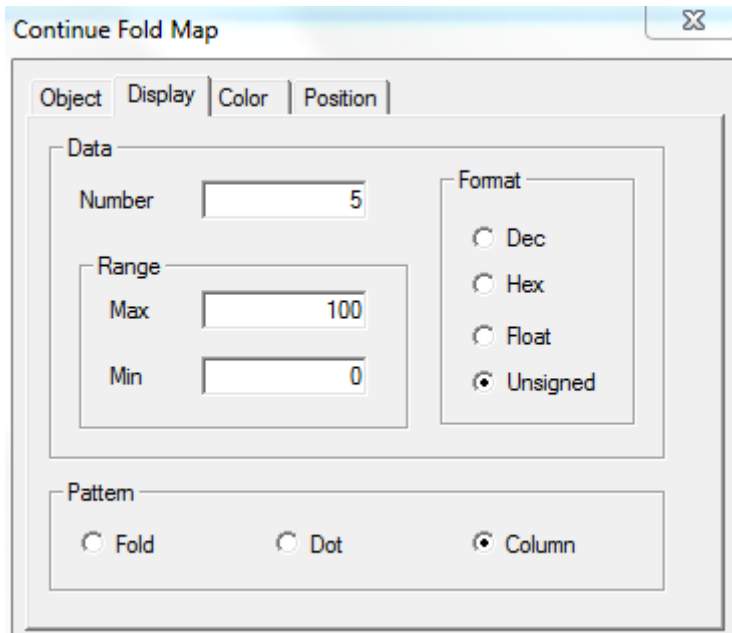 Continue Fold Map
Object Display Color Position
Data
Number 5
Range
Max 100
Min 0
Format
Dec
Hex
Float
Unsigned
Pattern
Fold Dot Column